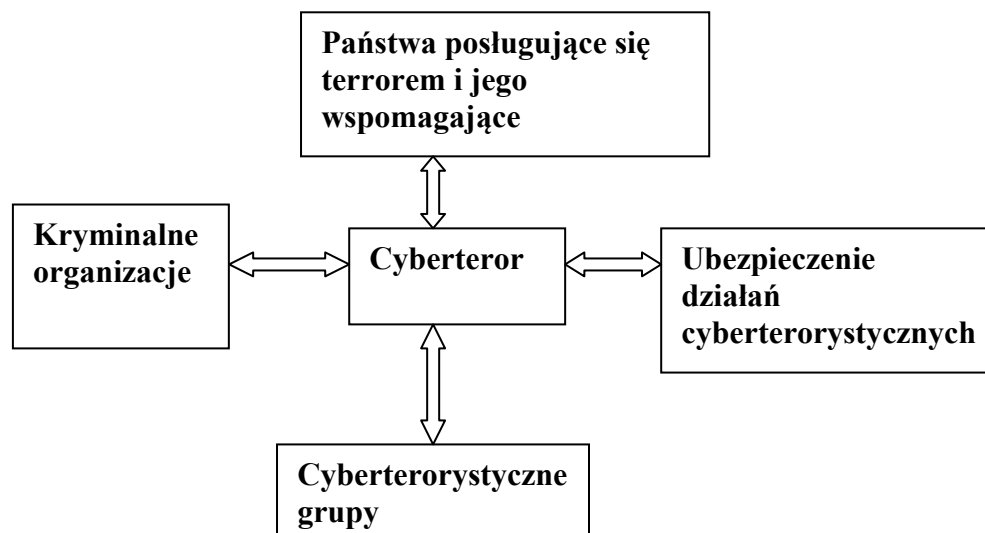 Państwa posługujące się
terrorem i jego
wspomagające
Kryminalne
organizacje
Cyberteror
Ubezpieczenie
działań
cyberterorystycznych
Cyberterorystyczne
grupy